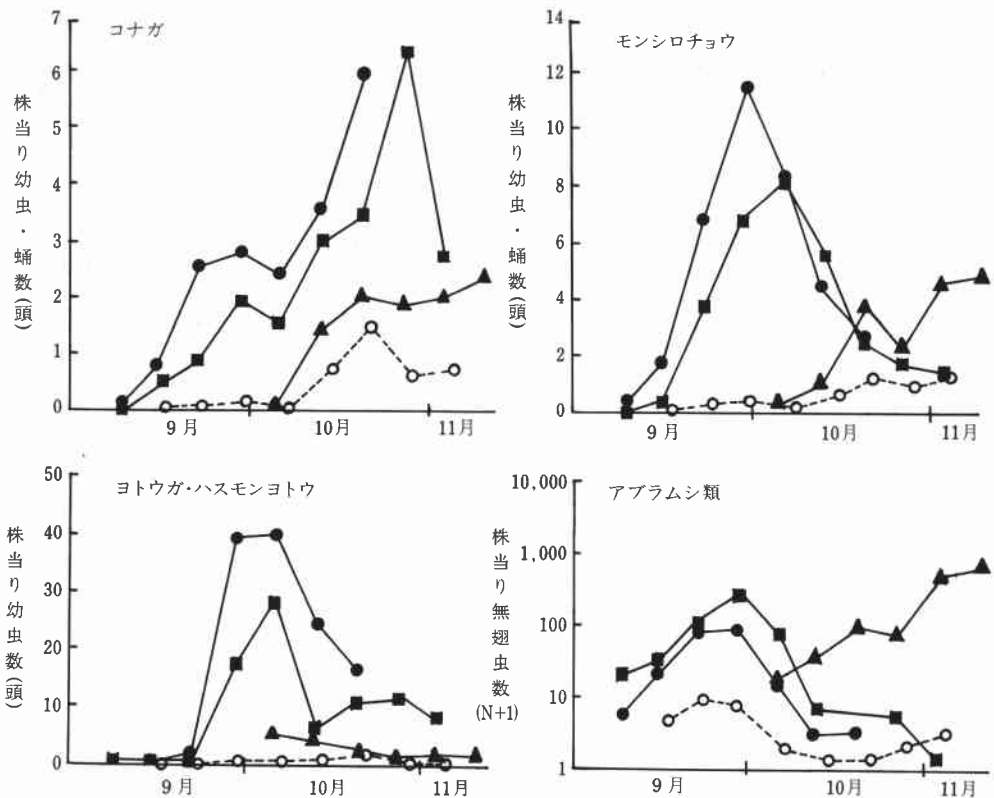 コナガ
株当り幼虫・蛹数(頭)
7
6
5
4
3
2
1
0
9月
10月
11月
モンシロチョウ
株当り幼虫・蛹数(頭)
14
12
10
8
6
4
2
0
9月
10月
11月
ヨトウガ・ハスモンヨトウ
株当り幼虫数(頭)
50
40
30
20
10
0
9月
10月
11月
アブラムシ類
株当り無翅虫数
(N+1)
10,000
1,000
100
10
1
9月
10月
11月